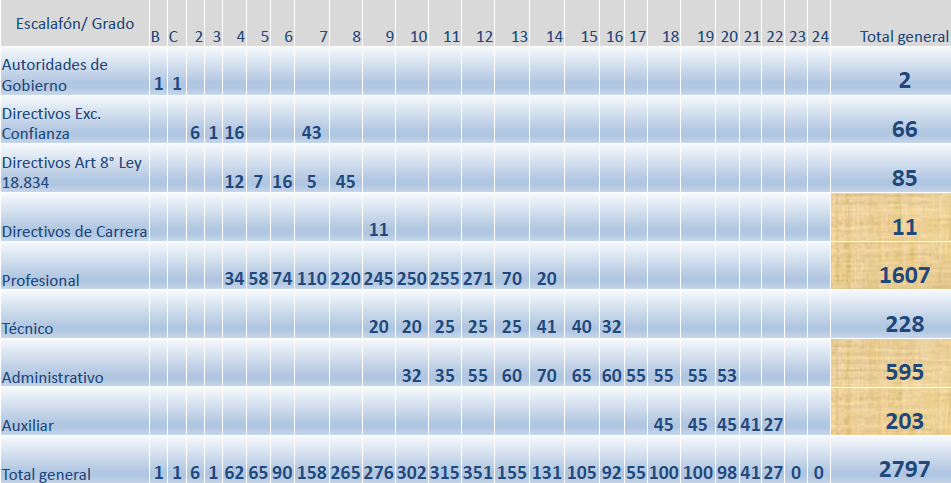 Escalafón/ Grado B C 2 3 4 5 6 7 8 9 10 11 12 13 14 15 16 17 18 19 20 21 22 23 24 Total general
Autoridades de
Gobierno 1 1 2
Directivos Exc.
Confianza 6 1 16 43 66
Directivos Art 8° Ley
18.834 12 7 16 5 45 85
Directivos de Carrera 11 11
Profesional 34 58 74 110 220 245 250 255 271 70 20 1607
Técnico 20 20 25 25 25 41 40 32 228
Administrativo 32 35 55 60 70 65 60 55 55 55 53 595
Auxiliar 45 45 45 41 27 203
Total general 1 1 6 1 62 65 90 158 265 276 302 315 351 155 131 105 92 55 100 100 98 41 27 0 0 2797